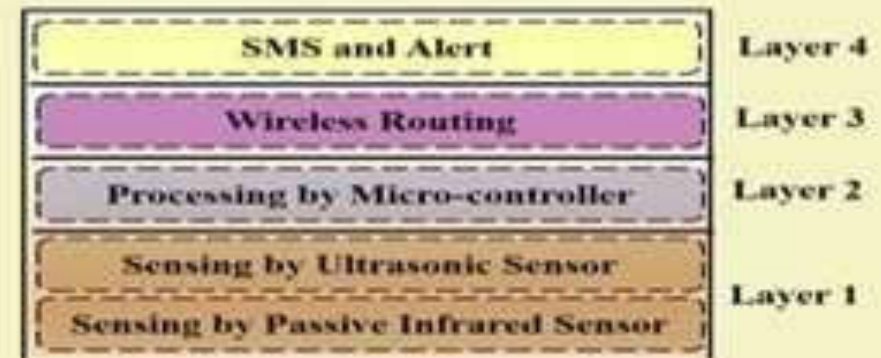 SMS and Alert Layer 4
Wireless Routing Layer 3
Processing by Micro-controller Layer 2
Sensing by Ultrasonic Sensor
Layer 1
Sensing by Passive Infrared Sensor